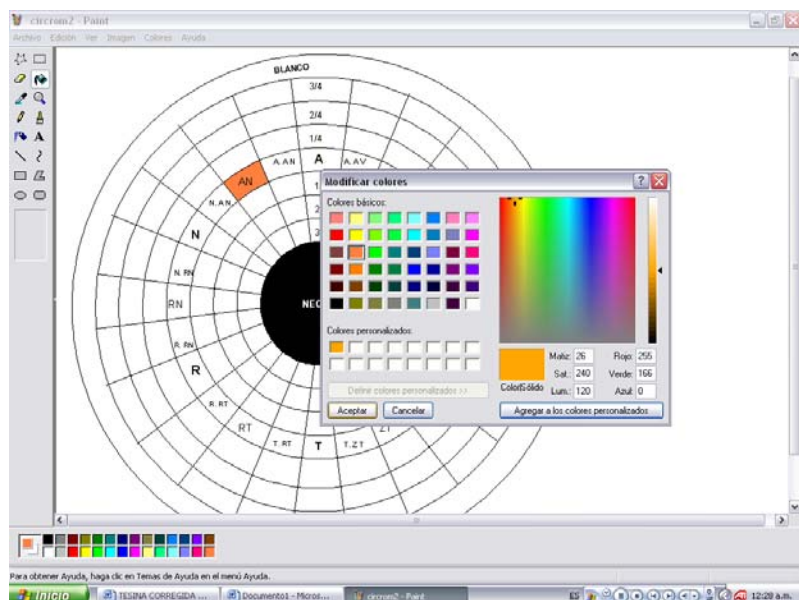 circrom2 - Paint
Archivo Edición Ver Imagen Colores Ayuda
BLANCO
3/4
2/4
1/4
A. AN
A
A. AV
AN
N. AN
N
N. RN
RN
R. RN
R
R. RT
RT
T. RT
T
T. ZT
ZT
Modificar colores
Colores básicos:
Colores personalizados:
Definir colores personalizados >>
Aceptar
Cancelar
Color|Sólido
Matiz: 26
Sat.: 240
Lum.: 120
Rojo: 255
Verde: 166
Azul: 0
Agregar a los colores personalizados
Para obtener Ayuda, haga clic en Temas de Ayuda en el menú Ayuda.
Inicio
TESINA CORREGIDA ...
Documento1 - Micros...
circrom2 - Paint
ES
12:28 a.m.